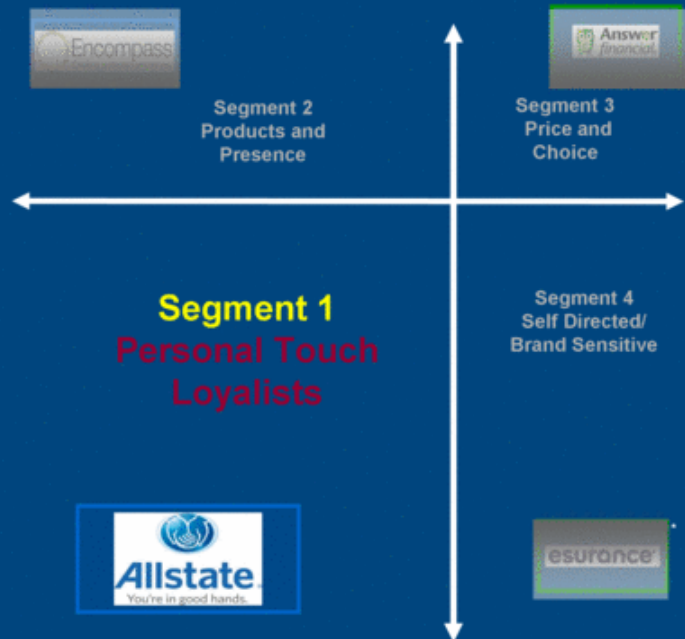 Encompass
Answer
financial.
Segment 2
Products and
Presence
Segment 3
Price and
Choice
Segment 1
Personal Touch
Loyalists
Segment 4
Self Directed/
Brand Sensitive
Allstate.
You're in good hands.
esurance